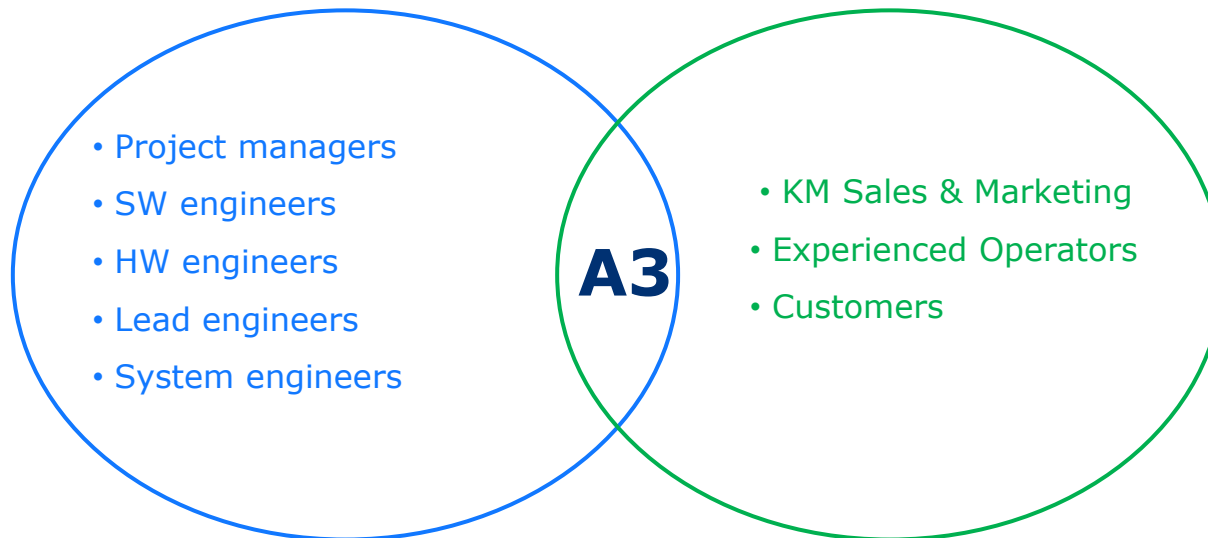 • Project managers
• SW engineers
• HW engineers
• Lead engineers
• System engineers
A3
• KM Sales & Marketing
• Experienced Operators
• Customers